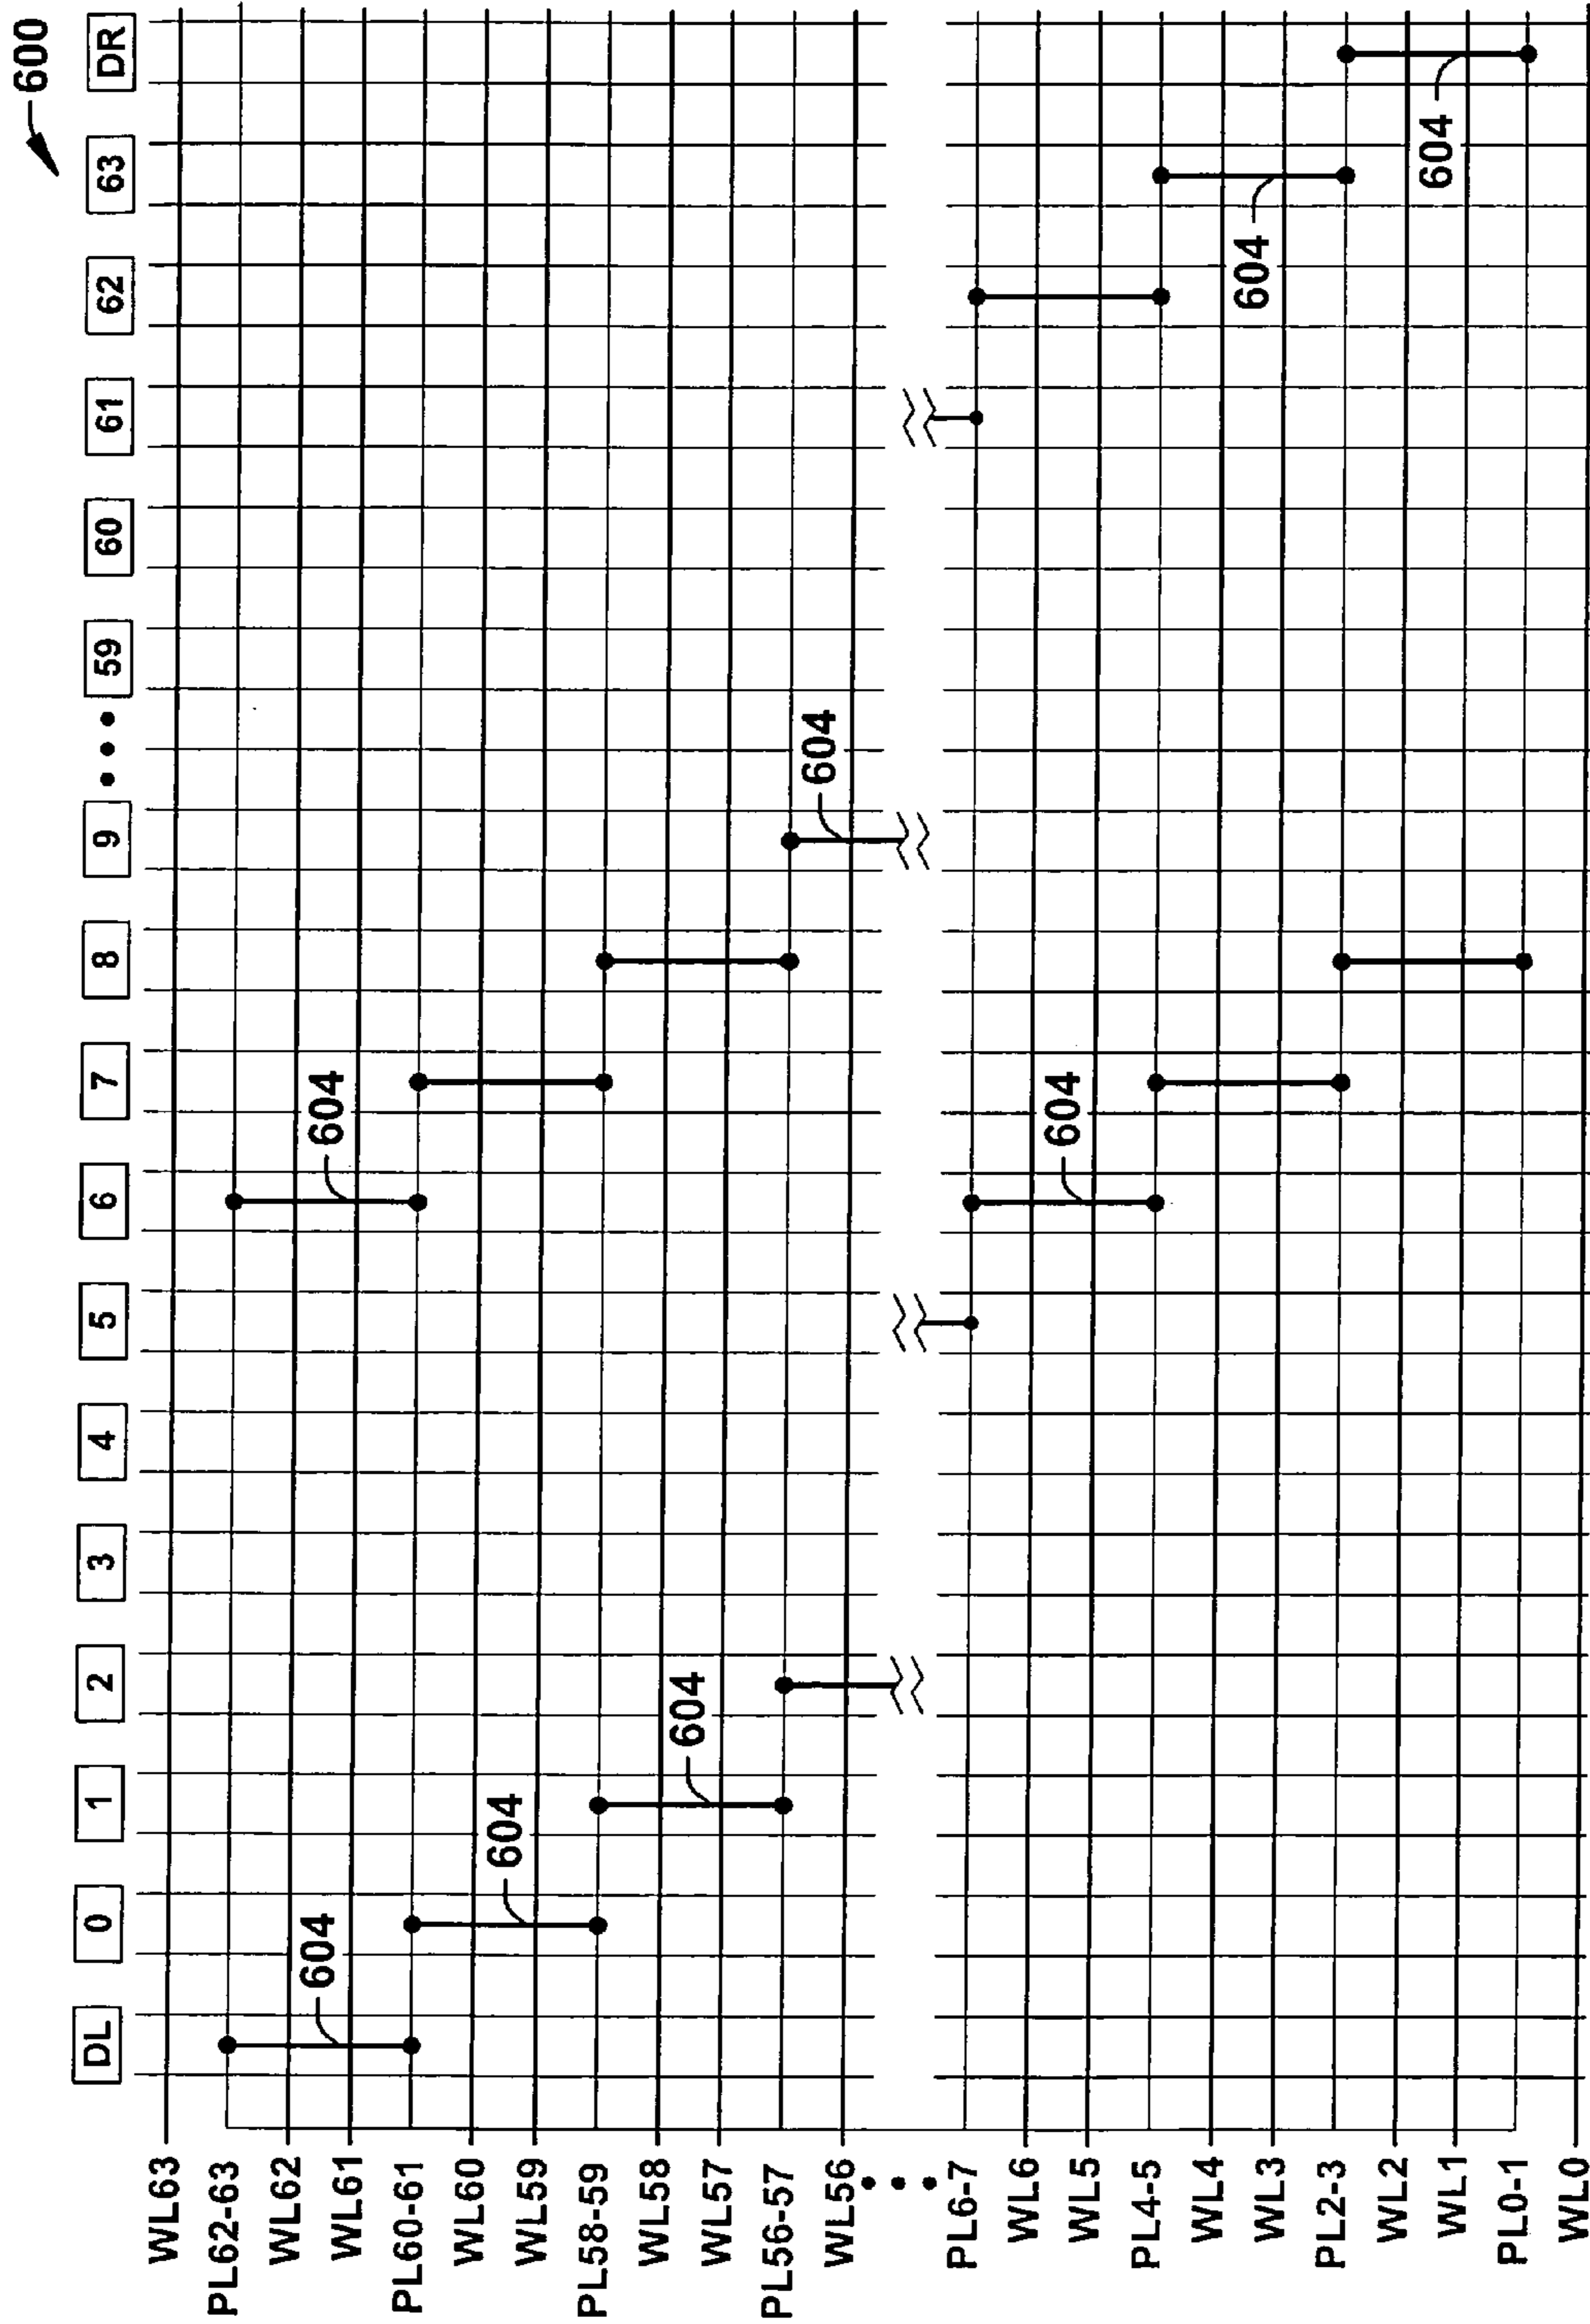 600
DL 0 1 2 3 4 5 6 7 8 9 ••• 59 60 61 62 63 DR
WL63
PL62-63
WL62
604 604
WL61
PL60-61
WL60
604
WL59
PL58-59
WL58
604
WL57
PL56-57
604
WL56
•••
PL6-7
WL6
604
WL5
PL4-5
WL4
604
WL3
PL2-3
WL2
604
WL1
PL0-1
WL0